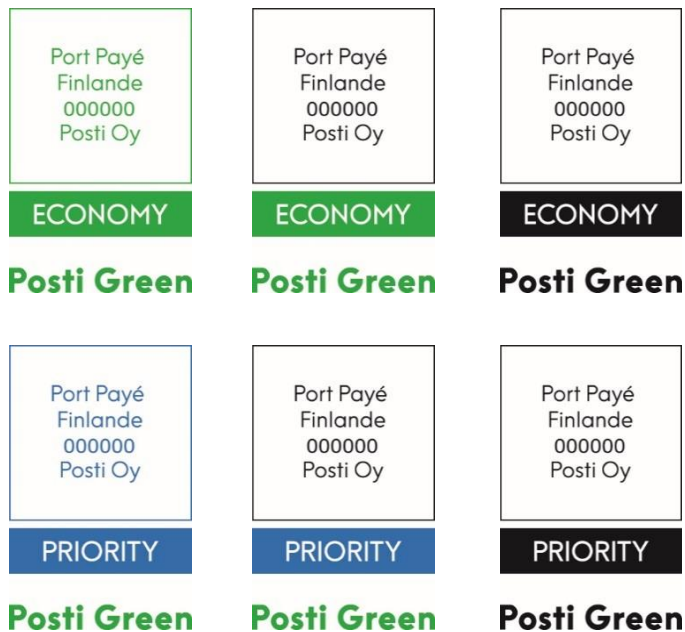 Port Payé
Finlande
000000
Posti Oy
ECONOMY
Posti Green
Port Payé
Finlande
000000
Posti Oy
ECONOMY
Posti Green
Port Payé
Finlande
000000
Posti Oy
ECONOMY
Posti Green
Port Payé
Finlande
000000
Posti Oy
PRIORITY
Posti Green
Port Payé
Finlande
000000
Posti Oy
PRIORITY
Posti Green
Port Payé
Finlande
000000
Posti Oy
PRIORITY
Posti Green